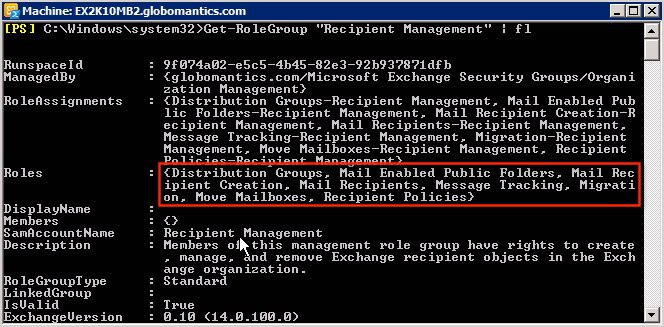 Machine: EX2K10MB2.globomantics.com
[PS] C:\Windows\system32>Get-RoleGroup "Recipient Management" | fl
RunspaceId : 9f074a02-e5c5-4b45-82e3-92b937871dfb
ManagedBy : {globomantics.com/Microsoft Exchange Security Groups/Organi
zation Management}
RoleAssignments : {Distribution Groups-Recipient Management, Mail Enabled Pub
lic Folders-Recipient Management, Mail Recipient Creation-R
ecipient Management, Mail Recipients-Recipient Management,
Message Tracking-Recipient Management, Migration-Recipient
Management, Move Mailboxes-Recipient Management, Recipient
Policies-Recipient Management}
Roles : {Distribution Groups, Mail Enabled Public Folders, Mail Rec
ipient Creation, Mail Recipients, Message Tracking, Migrati
on, Move Mailboxes, Recipient Policies}
DisplayName :
Members : {}
SamAccountName : Recipient Management
Description : Members of this management role group have rights to create
, manage, and remove Exchange recipient objects in the Exch
ange organization.
RoleGroupType : Standard
LinkedGroup :
IsValid : True
ExchangeVersion : 0.10 (14.0.100.0)